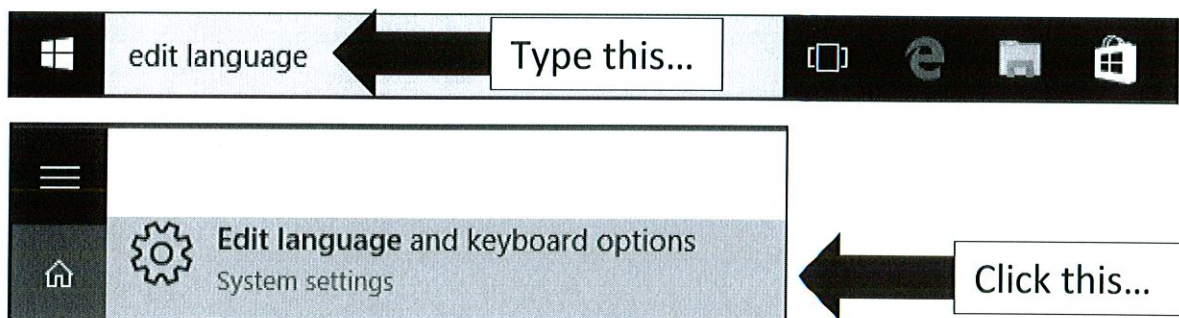 edit language
Type this...
Edit language and keyboard options
System settings
Click this...